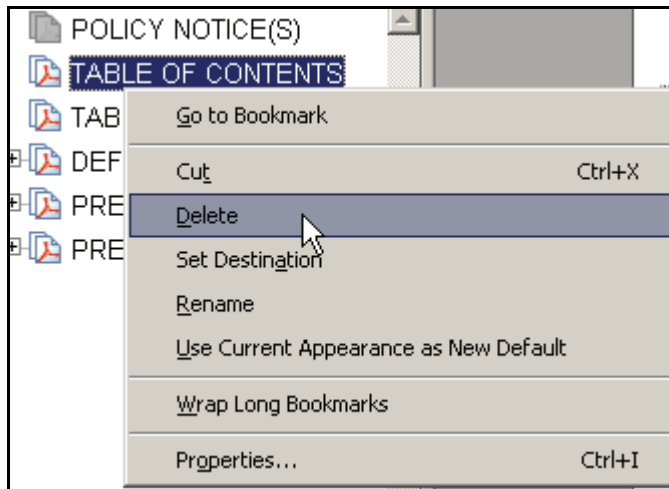 POLICY NOTICE(S)
TABLE OF CONTENTS
TAB
Go to Bookmark
DEF
Cut Ctrl+X
PRE
Delete
PRE
Set Destination
Rename
Use Current Appearance as New Default
Wrap Long Bookmarks
Properties... Ctrl+I